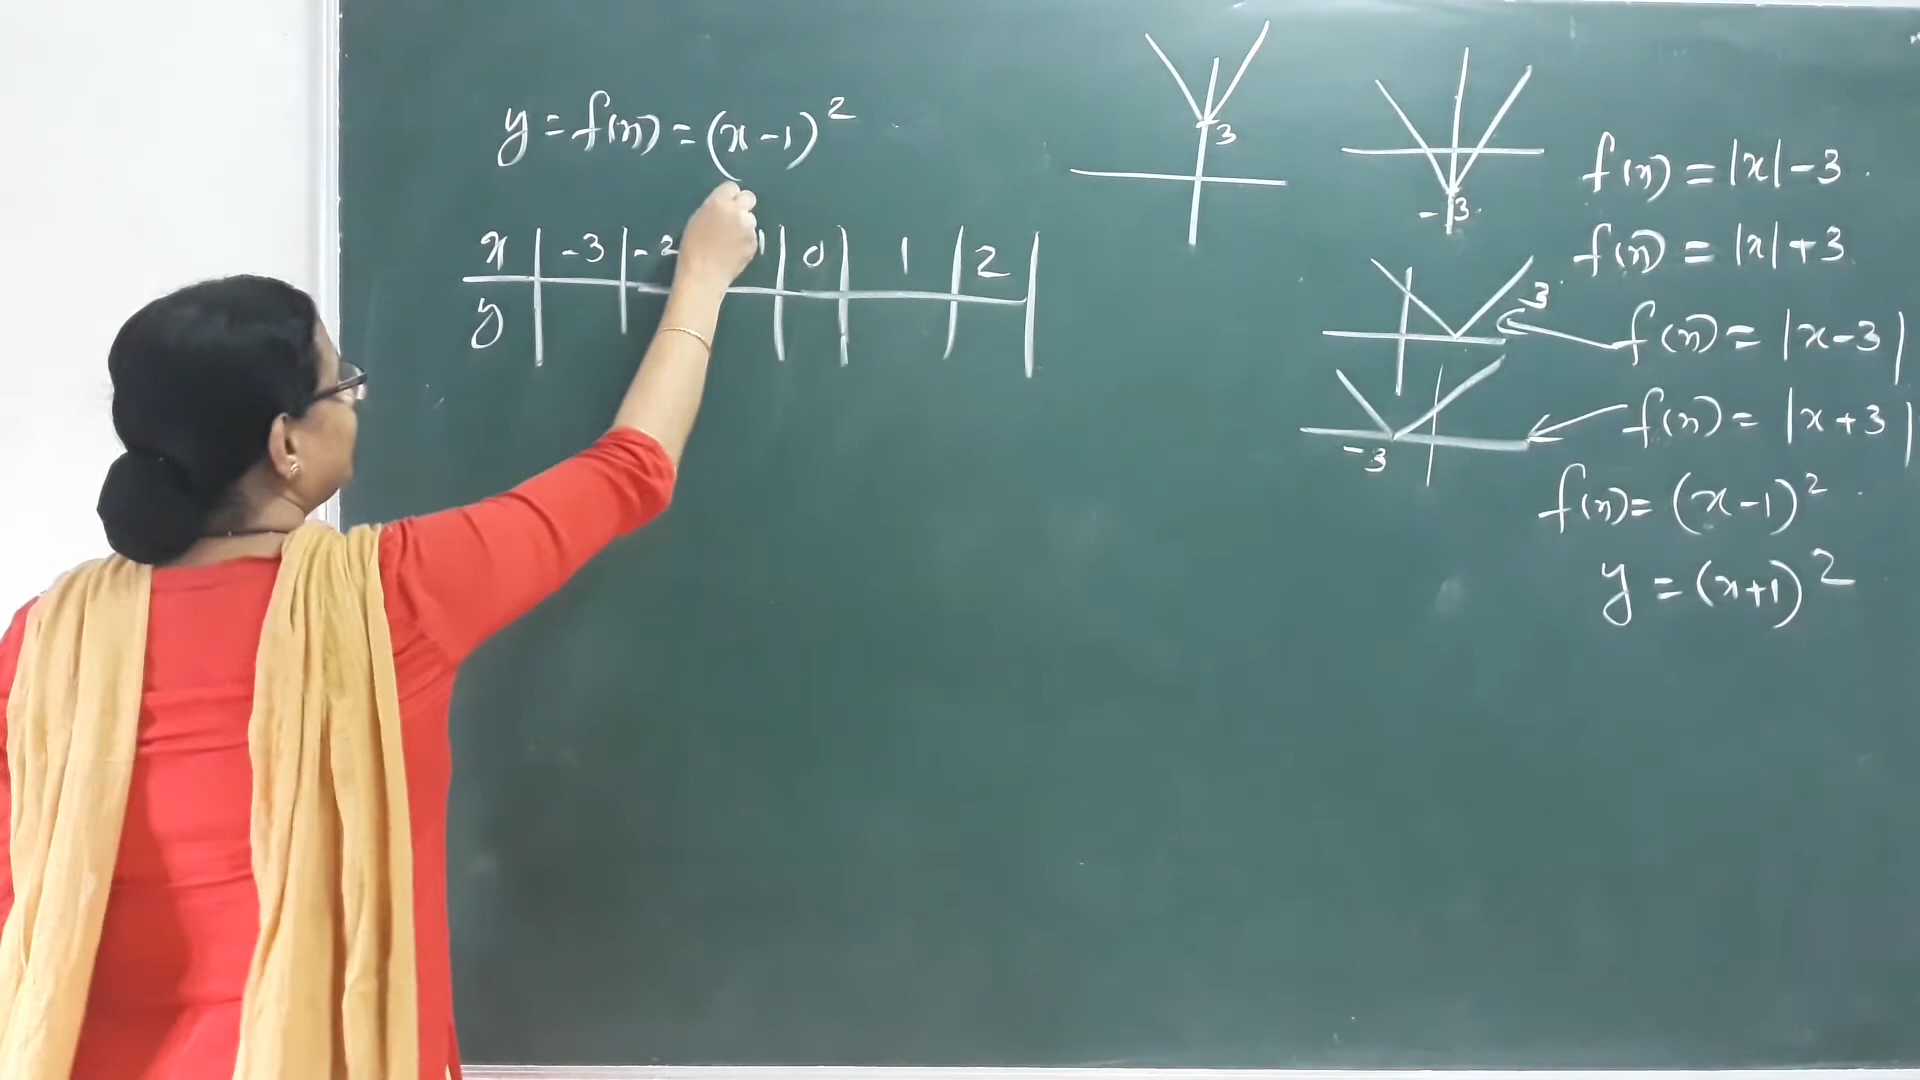 y = f(x) = (x-1)²
x | -3 | -2 | 1 | 0 | 1 | 2
y
3
-3
3
-3
f(x) = |x|-3
f(x) = |x|+3
f(x) = |x-3|
f(x) = |x+3|
f(x) = (x-1)²
y = (x+1)²